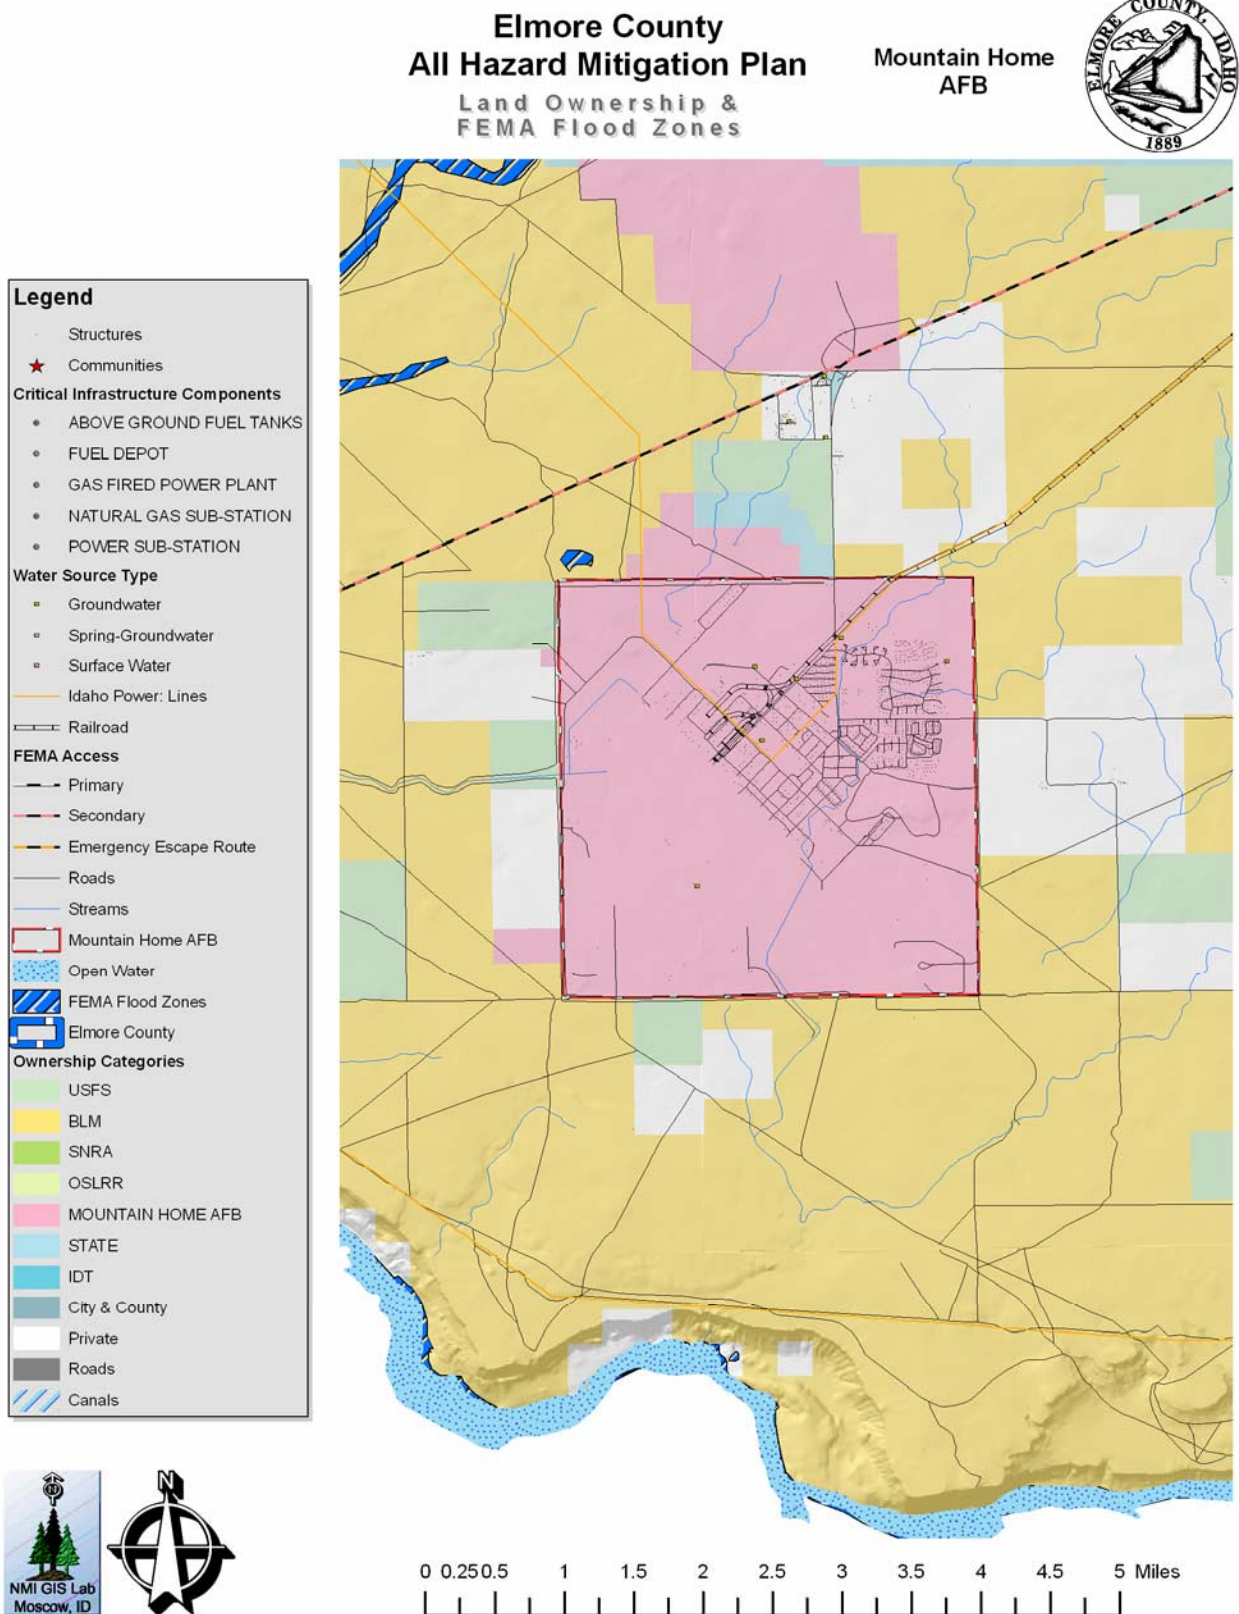 Elmore County
All Hazard Mitigation Plan
Land Ownership &
FEMA Flood Zones
Mountain Home
AFB
ELMORE COUNTY, IDAHO
1889
Legend
Structures
Communities
Critical Infrastructure Components
ABOVE GROUND FUEL TANKS
FUEL DEPOT
GAS FIRED POWER PLANT
NATURAL GAS SUB-STATION
POWER SUB-STATION
Water Source Type
Groundwater
Spring-Groundwater
Surface Water
Idaho Power: Lines
Railroad
FEMA Access
Primary
Secondary
Emergency Escape Route
Roads
Streams
Mountain Home AFB
Open Water
FEMA Flood Zones
Elmore County
Ownership Categories
USFS
BLM
SNRA
OSLRR
MOUNTAIN HOME AFB
STATE
IDT
City & County
Private
Roads
Canals
NMI GIS Lab
Moscow, ID
N
0 0.25 0.5 1 1.5 2 2.5 3 3.5 4 4.5 5 Miles